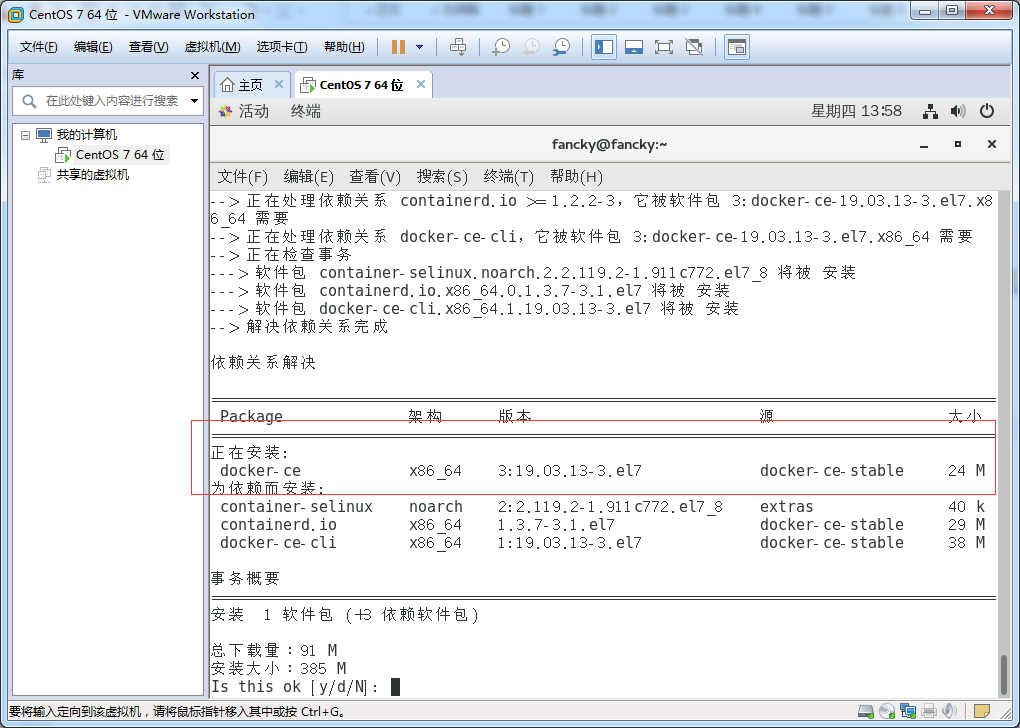 CentOS 7 64 位 - VMware Workstation
文件(F) 编辑(E) 查看(V) 虚拟机(M) 选项卡(T) 帮助(H)
库
在此处键入内容进行搜索
我的计算机
CentOS 7 64 位
共享的虚拟机
主页 CentOS 7 64 位
活动 终端 星期四 13∶58
fancky@fancky:~
文件(F) 编辑(E) 查看(V) 搜索(S) 终端(T) 帮助(H)
--> 正在处理依赖关系 containerd.io >= 1.2.2-3，它被软件包 3:docker-ce-19.03.13-3.el7.x8
6_64 需要
--> 正在处理依赖关系 docker-ce-cli，它被软件包 3:docker-ce-19.03.13-3.el7.x86_64 需要
--> 正在检查事务
---> 软件包 container-selinux.noarch.2.2.119.2-1.911c772.el7_8 将被 安装
---> 软件包 containerd.io.x86_64.0.1.3.7-3.1.el7 将被 安装
---> 软件包 docker-ce-cli.x86_64.1.19.03.13-3.el7 将被 安装
--> 解决依赖关系完成
依赖关系解决
Package 架构 版本 源 大小
正在安装:
docker-ce x86_64 3:19.03.13-3.el7 docker-ce-stable 24 M
为依赖而安装:
container-selinux noarch 2:2.119.2-1.911c772.el7_8 extras 40 k
containerd.io x86_64 1.3.7-3.1.el7 docker-ce-stable 29 M
docker-ce-cli x86_64 1:19.03.13-3.el7 docker-ce-stable 38 M
事务概要
安装 1 软件包 (+3 依赖软件包)
总下载量：91 M
安装大小：385 M
Is this ok [y/d/N]:
要将输入定向到该虚拟机，请将鼠标指针移入其中或按 Ctrl+G。